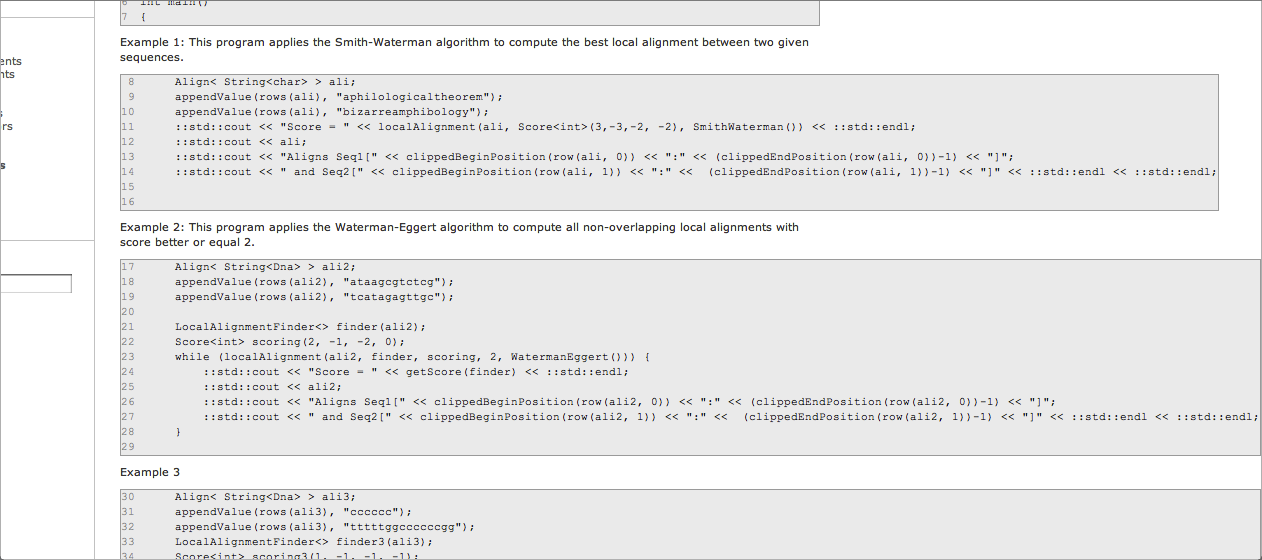 6 int main()
7 {
Example 1: This program applies the Smith-Waterman algorithm to compute the best local alignment between two given
sequences.
ents
nts
s
rs
s
8 Align< String<char> > ali;
9 appendValue(rows(ali), "aphilologicaltheorem");
10 appendValue(rows(ali), "bizarreamphibology");
11 ::std::cout << "Score = " << localAlignment(ali, Score<int>(3,-3,-2, -2), SmithWaterman()) << ::std::endl;
12 ::std::cout << ali;
13 ::std::cout << "Aligns Seq1[" << clippedBeginPosition(row(ali, 0)) << ":" << (clippedEndPosition(row(ali, 0))-1) << "]";
14 ::std::cout << " and Seq2[" << clippedBeginPosition(row(ali, 1)) << ":" <<  (clippedEndPosition(row(ali, 1))-1) << "]" << ::std::endl << ::std::endl;
15
16
Example 2: This program applies the Waterman-Eggert algorithm to compute all non-overlapping local alignments with
score better or equal 2.
17 Align< String<Dna> > ali2;
18 appendValue(rows(ali2), "ataagcgtctcg");
19 appendValue(rows(ali2), "tcatagagttgc");
20
21 LocalAlignmentFinder<> finder(ali2);
22 Score<int> scoring(2, -1, -2, 0);
23 while (localAlignment(ali2, finder, scoring, 2, WatermanEggert())) {
24 ::std::cout << "Score = " << getScore(finder) << ::std::endl;
25 ::std::cout << ali2;
26 ::std::cout << "Aligns Seq1[" << clippedBeginPosition(row(ali2, 0)) << ":" << (clippedEndPosition(row(ali2, 0))-1) << "]";
27 ::std::cout << " and Seq2[" << clippedBeginPosition(row(ali2, 1)) << ":" <<  (clippedEndPosition(row(ali2, 1))-1) << "]" << ::std::endl << ::std::endl;
28 }
29
Example 3
30 Align< String<Dna> > ali3;
31 appendValue(rows(ali3), "cccccc");
32 appendValue(rows(ali3), "tttttggccccccgg");
33 LocalAlignmentFinder<> finder3(ali3);
34 Score<int> scoring3(1, -1, -1, -1);